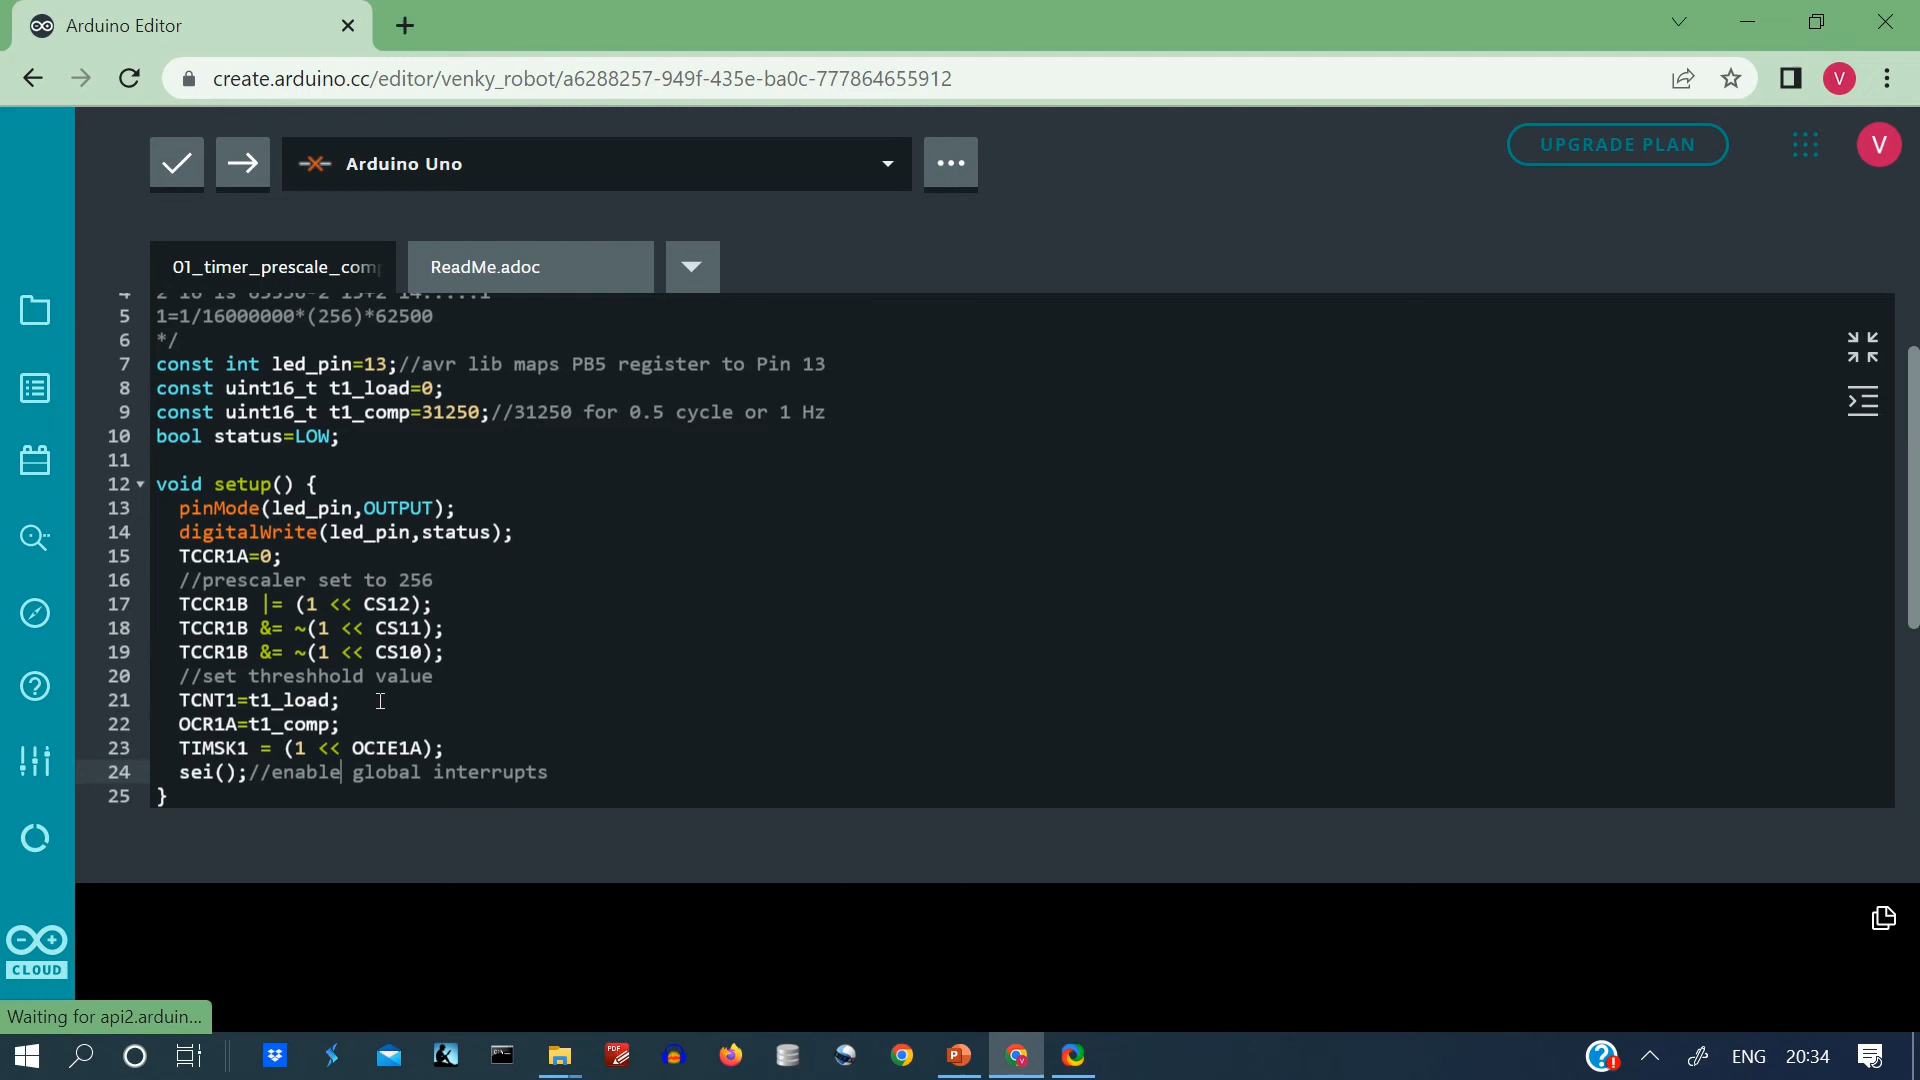 Arduino Editor
create.arduino.cc/editor/venky_robot/a6288257-949f-435e-ba0c-777864655912
V
Arduino Uno
UPGRADE PLAN
V
01_timer_prescale_com
ReadMe.adoc
4
5 1=1/16000000*(256)*62500
6 */
7 const int led_pin=13;//avr lib maps PB5 register to Pin 13
8 const uint16_t t1_load=0;
9 const uint16_t t1_comp=31250;//31250 for 0.5 cycle or 1 Hz
10 bool status=LOW;
11
12 void setup() {
13 pinMode(led_pin,OUTPUT);
14 digitalWrite(led_pin,status);
15 TCCR1A=0;
16 //prescaler set to 256
17 TCCR1B |= (1 << CS12);
18 TCCR1B &= ~(1 << CS11);
19 TCCR1B &= ~(1 << CS10);
20 //set threshhold value
21 TCNT1=t1_load;
22 OCR1A=t1_comp;
23 TIMSK1 = (1 << OCIE1A);
24 sei();//enable global interrupts
25 }
CLOUD
Waiting for api2.arduin...
PDF
P
V
ENG
20:34